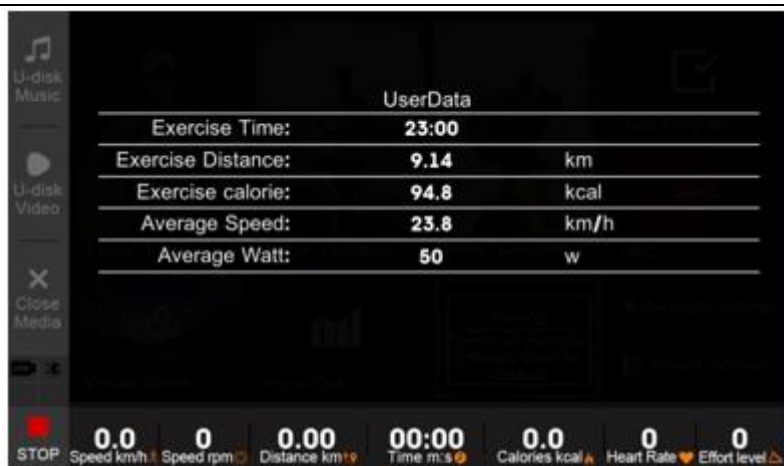 U-disk
Music
U-disk
Video
Close
Media
UserData
Exercise Time: 23:00
Exercise Distance: 9.14 km
Exercise calorie: 94.8 kcal
Average Speed: 23.8 km/h
Average Watt: 50 w
STOP
0.0 0 0.00 00:00 0.0 0 0
Speed km/h Speed rpm Distance km Time m:s Calories kcal Heart Rate Effort level